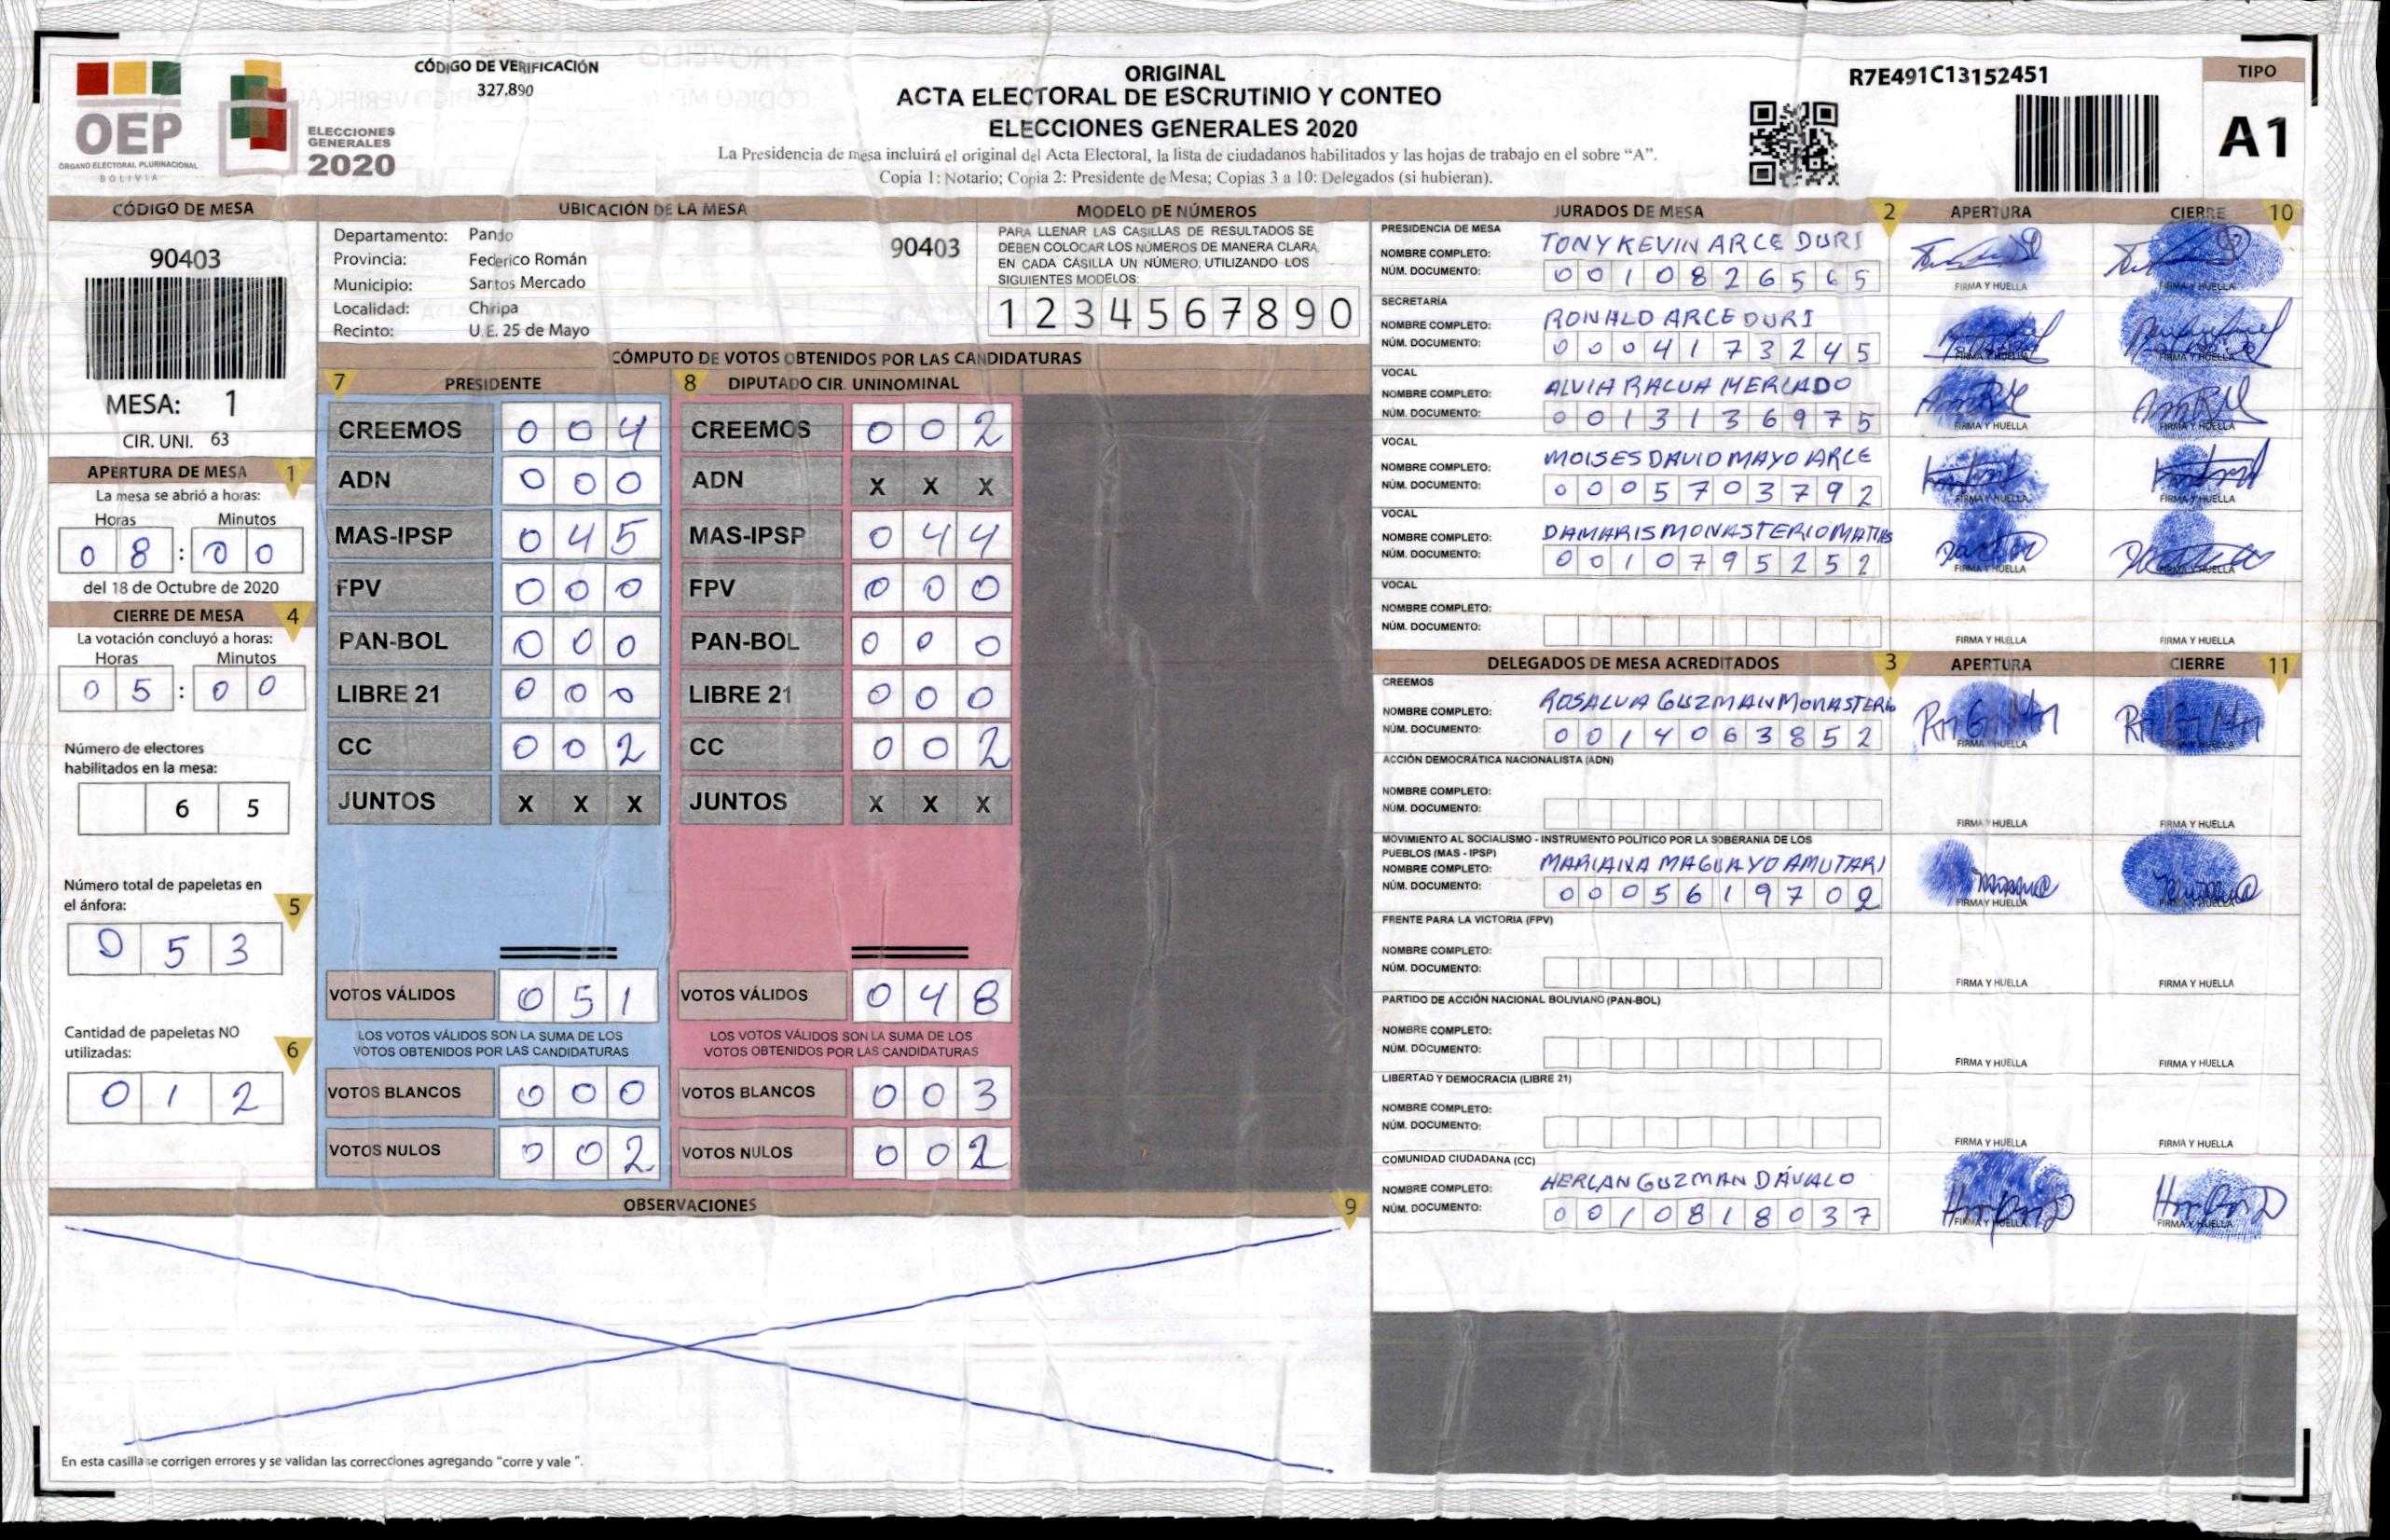 CÓDIGO DE VERIFICACIÓN
327,890
ORIGINAL
ACTA ELECTORAL DE ESCRUTINIO Y CONTEO
ELECCIONES GENERALES 2020
La Presidencia de mesa incluirá el original del Acta Electoral, la lista de ciudadanos habilitados y las hojas de trabajo en el sobre "A".
Copia 1: Notario; Copia 2: Presidente de Mesa; Copias 3 a 10: Delegados (si hubieran).
R7E491C13152451
TIPO
A1
OEP
ÓRGANO ELECTORAL PLURINACIONAL
BOLIVIA
ELECCIONES
GENERALES
2020
CÓDIGO DE MESA
90403
MESA: 1
CIR. UNI. 63
APERTURA DE MESA 1
La mesa se abrió a horas:
Horas Minutos
0 8 : 0 0
del 18 de Octubre de 2020
CIERRE DE MESA 4
La votación concluyó a horas:
Horas Minutos
0 5 : 0 0
Número de electores
habilitados en la mesa:
6 5
Número total de papeletas en
el ánfora: 5
0 5 3
Cantidad de papeletas NO
utilizadas: 6
0 1 2
UBICACIÓN DE LA MESA
Departamento: Pando
Provincia: Federico Román
Municipio: Santos Mercado
Localidad: Chiripa
Recinto: U.E. 25 de Mayo
90403
MODELO DE NÚMEROS
PARA LLENAR LAS CASILLAS DE RESULTADOS SE
DEBEN COLOCAR LOS NÚMEROS DE MANERA CLARA,
EN CADA CASILLA UN NÚMERO, UTILIZANDO LOS
SIGUIENTES MODELOS:
1 2 3 4 5 6 7 8 9 0
CÓMPUTO DE VOTOS OBTENIDOS POR LAS CANDIDATURAS
7 PRESIDENTE
CREEMOS 0 0 4
ADN 0 0 0
MAS-IPSP 0 4 5
FPV 0 0 0
PAN-BOL 0 0 0
LIBRE 21 0 0 0
CC 0 0 2
JUNTOS X X X
VOTOS VÁLIDOS 0 5 1
LOS VOTOS VÁLIDOS SON LA SUMA DE LOS
VOTOS OBTENIDOS POR LAS CANDIDATURAS
VOTOS BLANCOS 0 0 0
VOTOS NULOS 0 0 2
8 DIPUTADO CIR. UNINOMINAL
CREEMOS 0 0 2
ADN X X X
MAS-IPSP 0 4 4
FPV 0 0 0
PAN-BOL 0 0 0
LIBRE 21 0 0 0
CC 0 0 2
JUNTOS X X X
VOTOS VÁLIDOS 0 4 8
LOS VOTOS VÁLIDOS SON LA SUMA DE LOS
VOTOS OBTENIDOS POR LAS CANDIDATURAS
VOTOS BLANCOS 0 0 3
VOTOS NULOS 0 0 2
OBSERVACIONES 9
En esta casilla se corrigen errores y se validan las correcciones agregando "corre y vale ".
JURADOS DE MESA 2 APERTURA CIERRE 10
PRESIDENCIA DE MESA
NOMBRE COMPLETO: TONY KEVIN ARCE DURI
NÚM. DOCUMENTO: 0 0 1 0 8 2 6 5 6 5
FIRMA Y HUELLA FIRMA Y HUELLA
SECRETARÍA
NOMBRE COMPLETO: RONALD ARCE DURI
NÚM. DOCUMENTO: 0 0 0 4 1 7 3 2 4 5
FIRMA Y HUELLA FIRMA Y HUELLA
VOCAL
NOMBRE COMPLETO: ALVIA RACUA MERCADO
NÚM. DOCUMENTO: 0 0 1 3 1 3 6 9 7 5
FIRMA Y HUELLA FIRMA Y HUELLA
VOCAL
NOMBRE COMPLETO: MOISES DAVID MAYO ARCE
NÚM. DOCUMENTO: 0 0 0 5 7 0 3 7 9 2
FIRMA Y HUELLA FIRMA Y HUELLA
VOCAL
NOMBRE COMPLETO: DAMARIS MONASTERIO MATIAS
NÚM. DOCUMENTO: 0 0 1 0 7 9 5 2 5 2
FIRMA Y HUELLA FIRMA Y HUELLA
VOCAL
NOMBRE COMPLETO:
NÚM. DOCUMENTO:
FIRMA Y HUELLA FIRMA Y HUELLA
DELEGADOS DE MESA ACREDITADOS 3 APERTURA CIERRE 11
CREEMOS
NOMBRE COMPLETO: ROSALVA GUZMAN MONASTERIO
NÚM. DOCUMENTO: 0 0 1 4 0 6 3 8 5 2
FIRMA Y HUELLA FIRMA Y HUELLA
ACCIÓN DEMOCRÁTICA NACIONALISTA (ADN)
NOMBRE COMPLETO:
NÚM. DOCUMENTO:
FIRMA Y HUELLA FIRMA Y HUELLA
MOVIMIENTO AL SOCIALISMO - INSTRUMENTO POLÍTICO POR LA SOBERANIA DE LOS
PUEBLOS (MAS - IPSP)
NOMBRE COMPLETO: MARIANA MAGUAYO AMUTARI
NÚM. DOCUMENTO: 0 0 0 5 6 1 9 7 0 2
FIRMA Y HUELLA FIRMA Y HUELLA
FRENTE PARA LA VICTORIA (FPV)
NOMBRE COMPLETO:
NÚM. DOCUMENTO:
FIRMA Y HUELLA FIRMA Y HUELLA
PARTIDO DE ACCIÓN NACIONAL BOLIVIANO (PAN-BOL)
NOMBRE COMPLETO:
NÚM. DOCUMENTO:
FIRMA Y HUELLA FIRMA Y HUELLA
LIBERTAD Y DEMOCRACIA (LIBRE 21)
NOMBRE COMPLETO:
NÚM. DOCUMENTO:
FIRMA Y HUELLA FIRMA Y HUELLA
COMUNIDAD CIUDADANA (CC)
NOMBRE COMPLETO: HERLAN GUZMAN DÁVALO
NÚM. DOCUMENTO: 0 0 1 0 8 1 8 0 3 7
FIRMA Y HUELLA FIRMA Y HUELLA